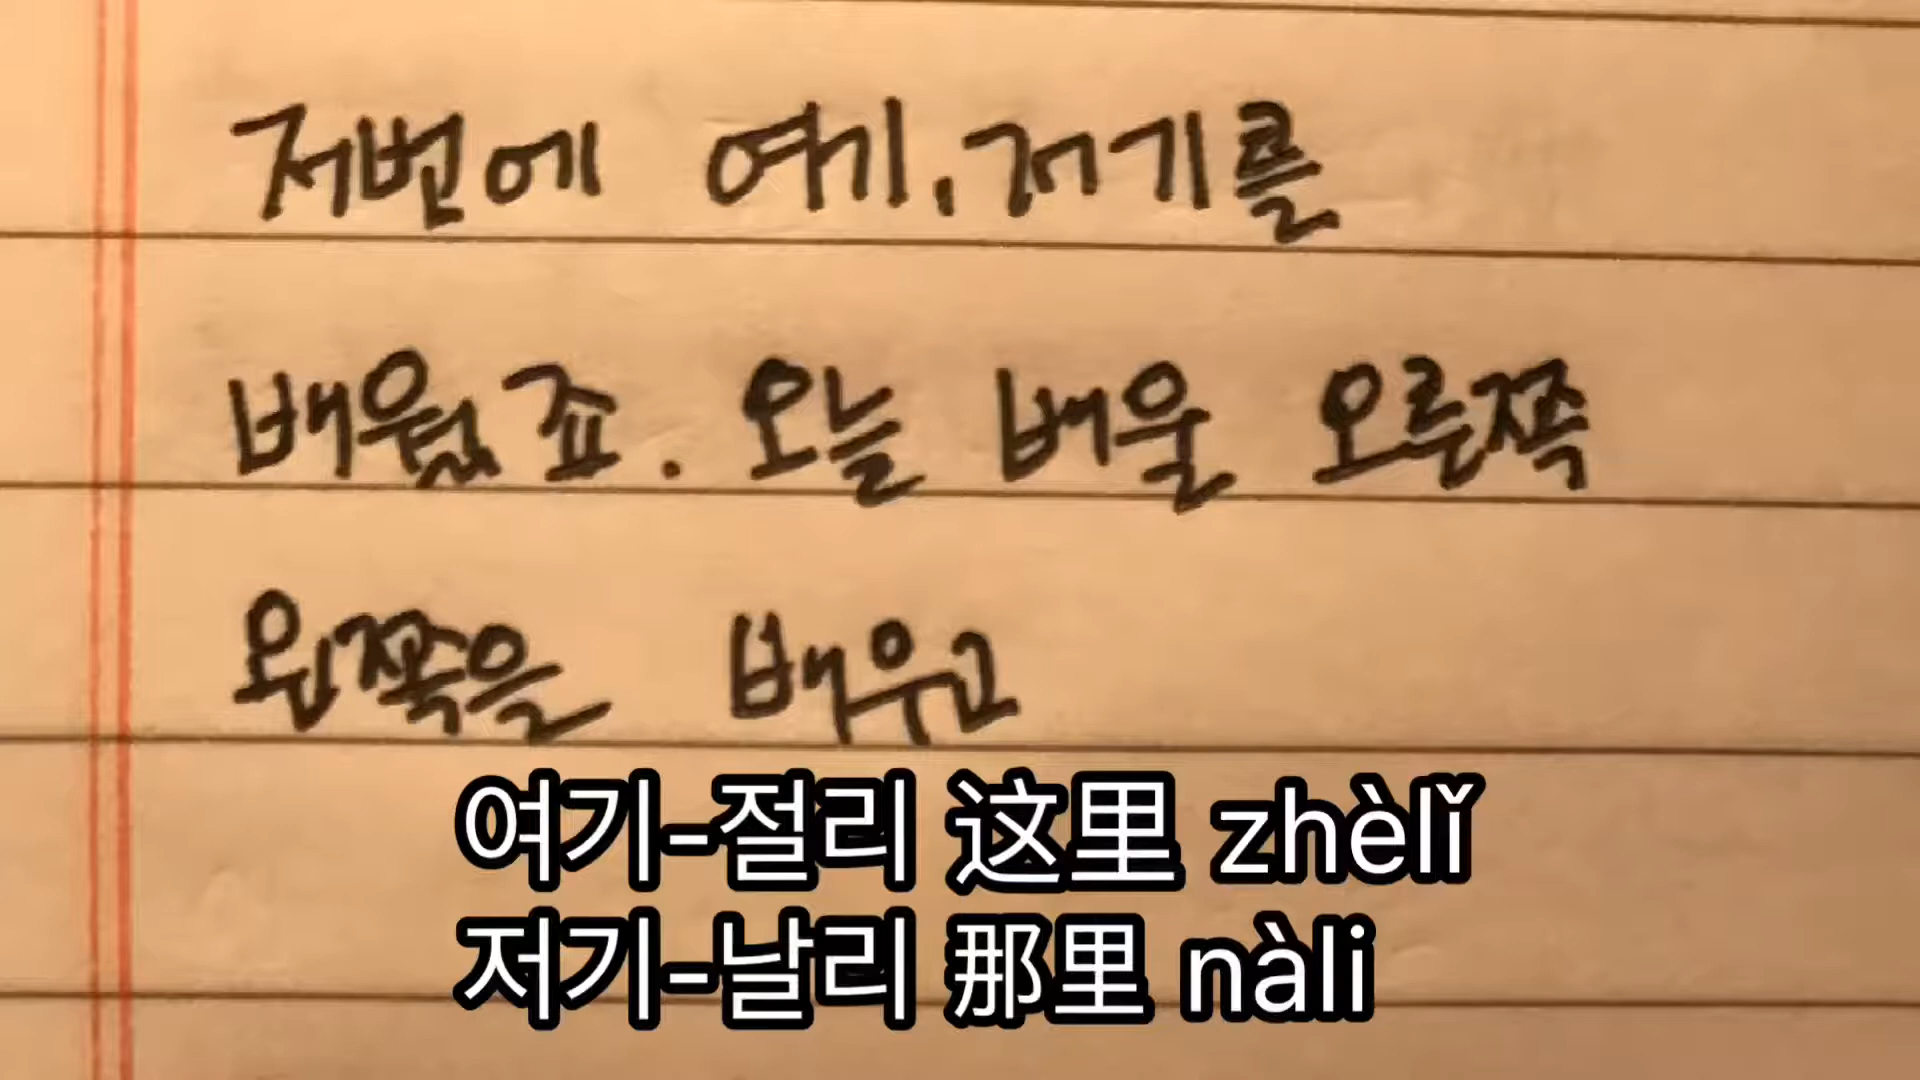 저번에 여기, 저기를
배웠죠. 오늘 배울 오른쪽
왼쪽을 배우고
여기-절리 这里 zhèlǐ
저기-날리 那里 nàli